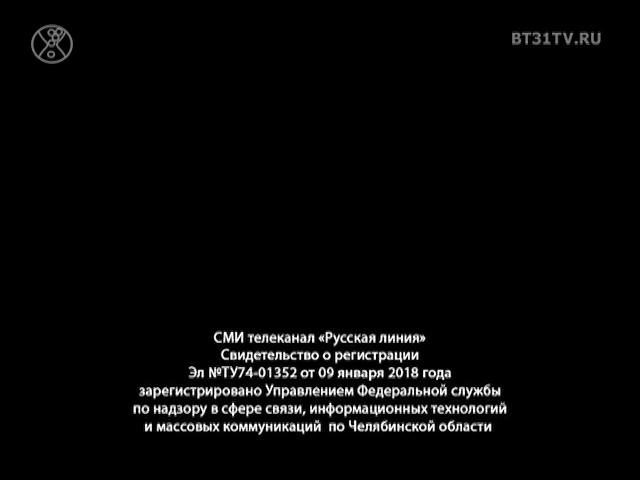 BT31TV.RU
СМИ телеканал «Русская линия»
Свидетельство о регистрации
Эл №ТУ74-01352 от 09 января 2018 года
зарегистрировано Управлением Федеральной службы
по надзору в сфере связи, информационных технологий
и массовых коммуникаций по Челябинской области